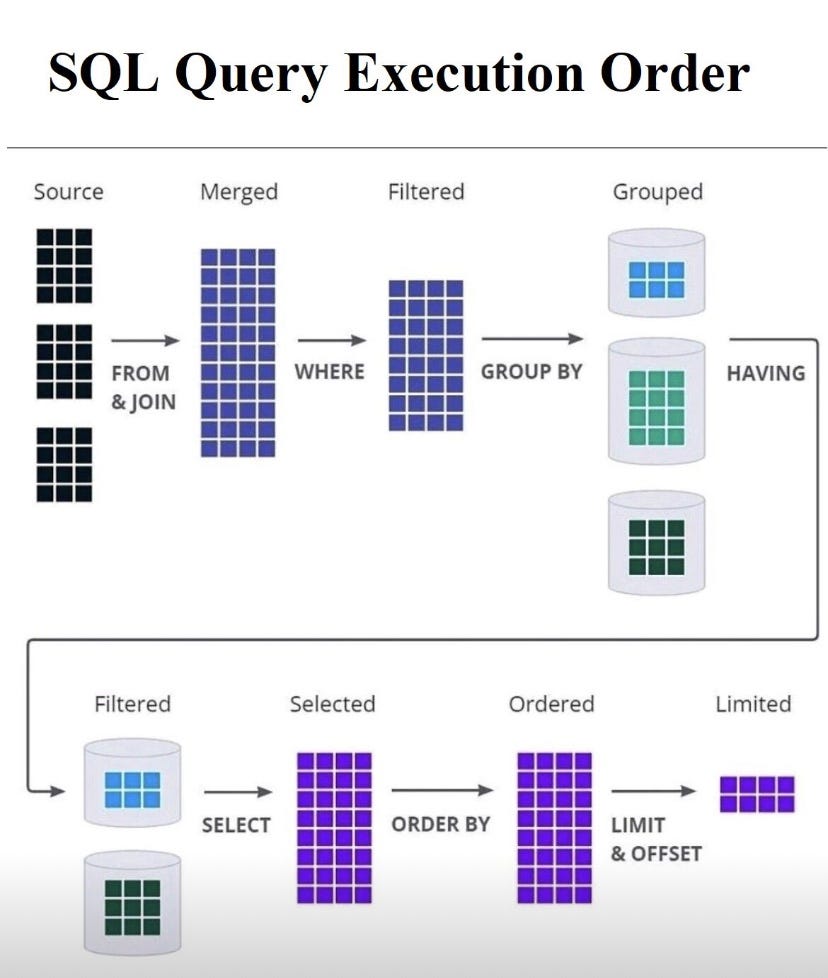 SQL Query Execution Order
Source
Merged
Filtered
Grouped
FROM
& JOIN
WHERE
GROUP BY
HAVING
Filtered
Selected
Ordered
Limited
SELECT
ORDER BY
LIMIT
& OFFSET